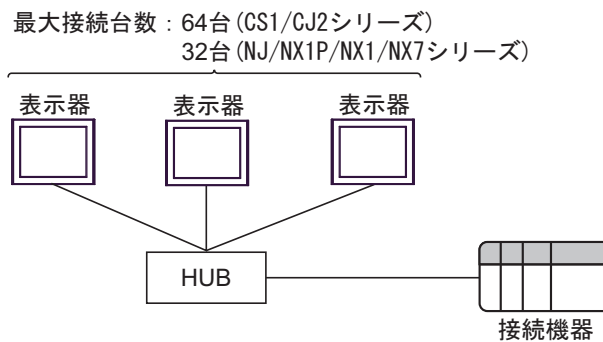 最大接続台数：64台(CS1/CJ2シリーズ)
32台(NJ/NX1P/NX1/NX7シリーズ)
表示器 表示器 表示器
HUB
接続機器